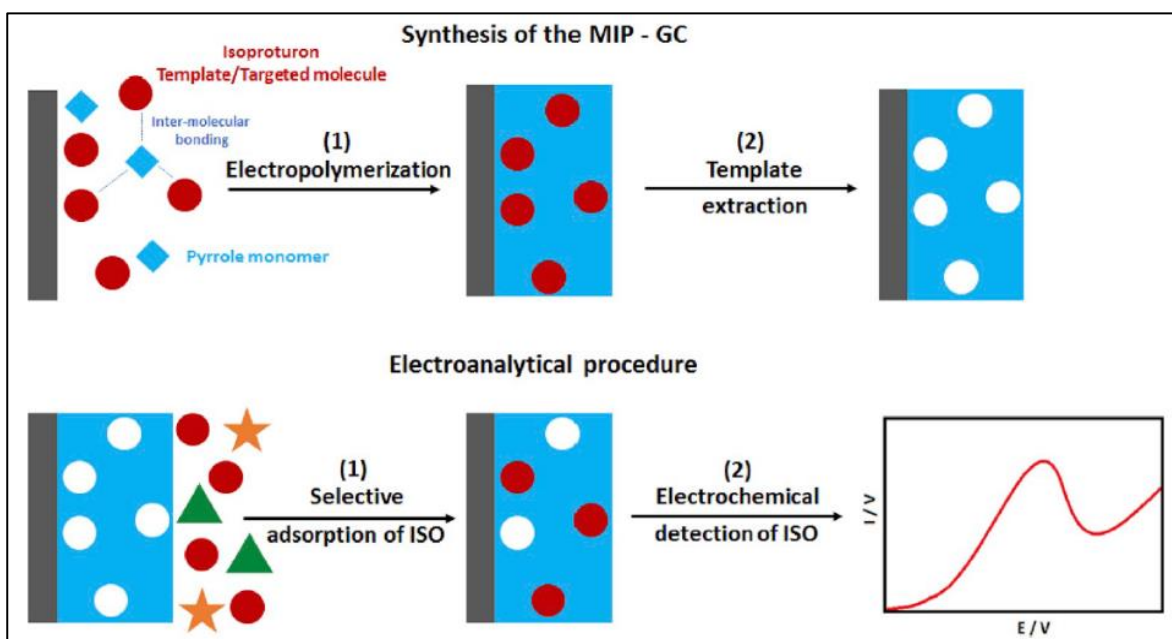 Synthesis of the MIP - GC
Isoproturon
Template/Targeted molecule
Inter-molecular
bonding
(1)
Electropolymerization
(2)
Template
extraction
Pyrrole monomer
Electroanalytical procedure
(1)
Selective
adsorption of ISO
(2)
Electrochemical
detection of ISO
I / V
E / V